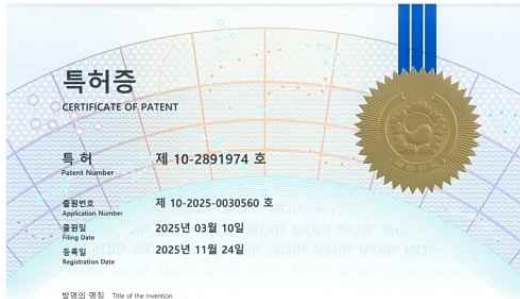 특허증
CERTIFICATE OF PATENT
특 허 제 10-2891974 호
Patent Number
출원번호 제 10-2025-0030560 호
Application Number
출원일 2025년 03월 10일
Filing Date
등록일 2025년 11월 24일
Registration Date
발명의 명칭 Title of the Invention